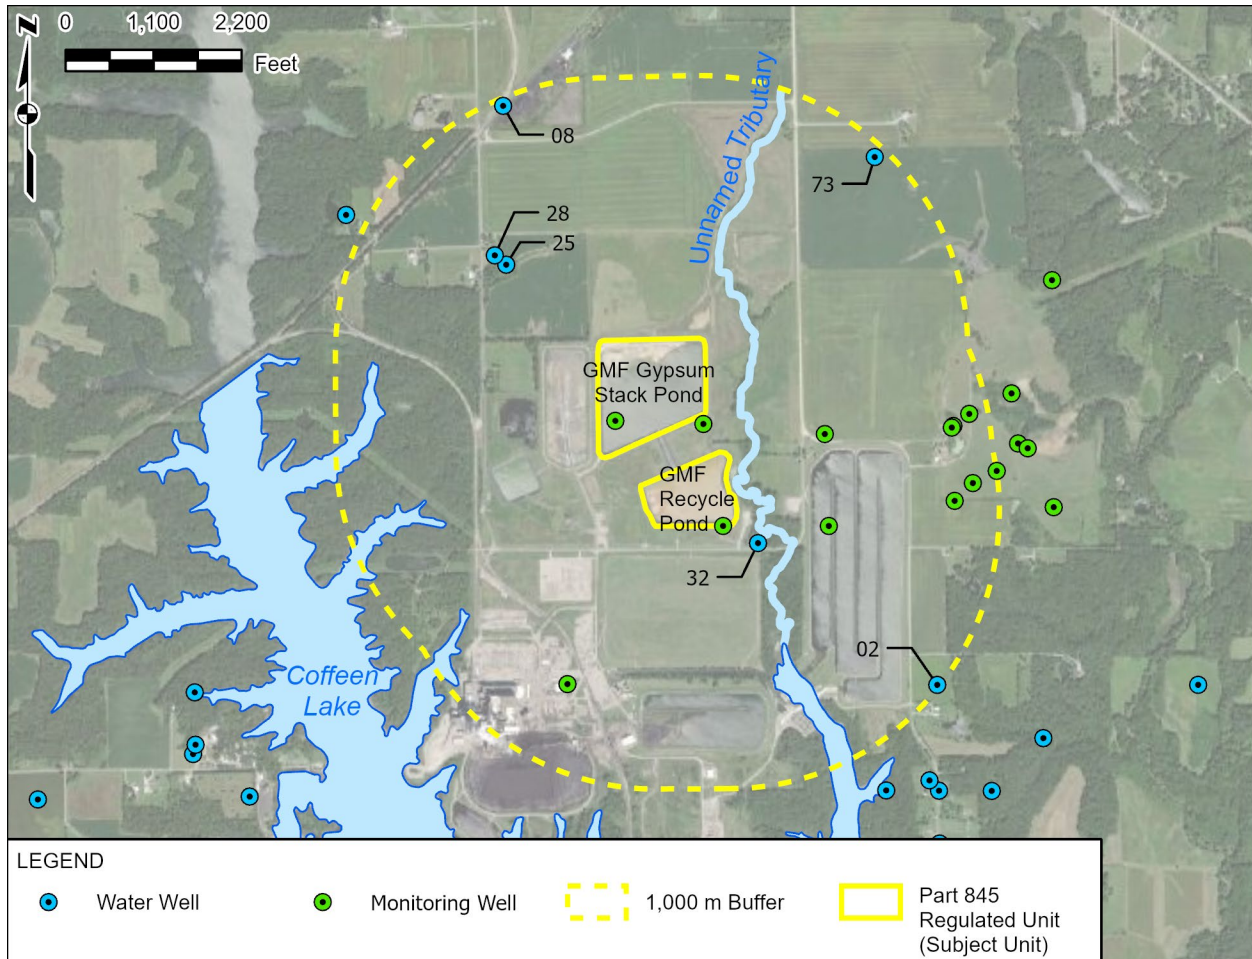 N
0 1,100 2,200
Feet
Unnamed Tributary
08
73
28
25
GMF Gypsum
Stack Pond
GMF
Recycle
Pond
32
02
Coffeen
Lake
LEGEND
Water Well
Monitoring Well
1,000 m Buffer
Part 845
Regulated Unit
(Subject Unit)